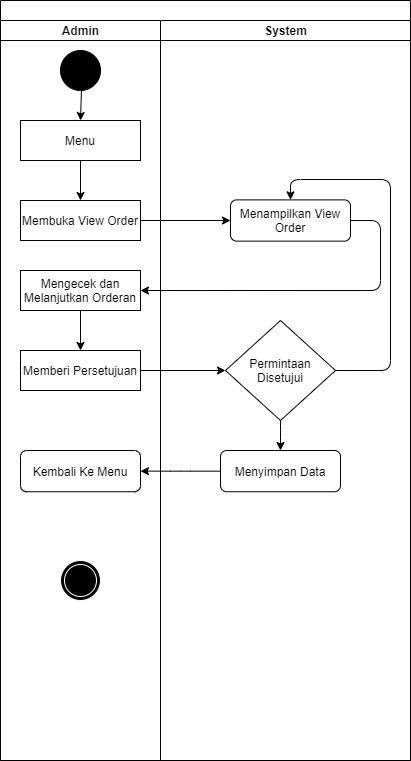 Admin
System
Menu
Membuka View Order
Menampilkan View
Order
Mengecek dan
Melanjutkan Orderan
Memberi Persetujuan
Permintaan
Disetujui
Kembali Ke Menu
Menyimpan Data